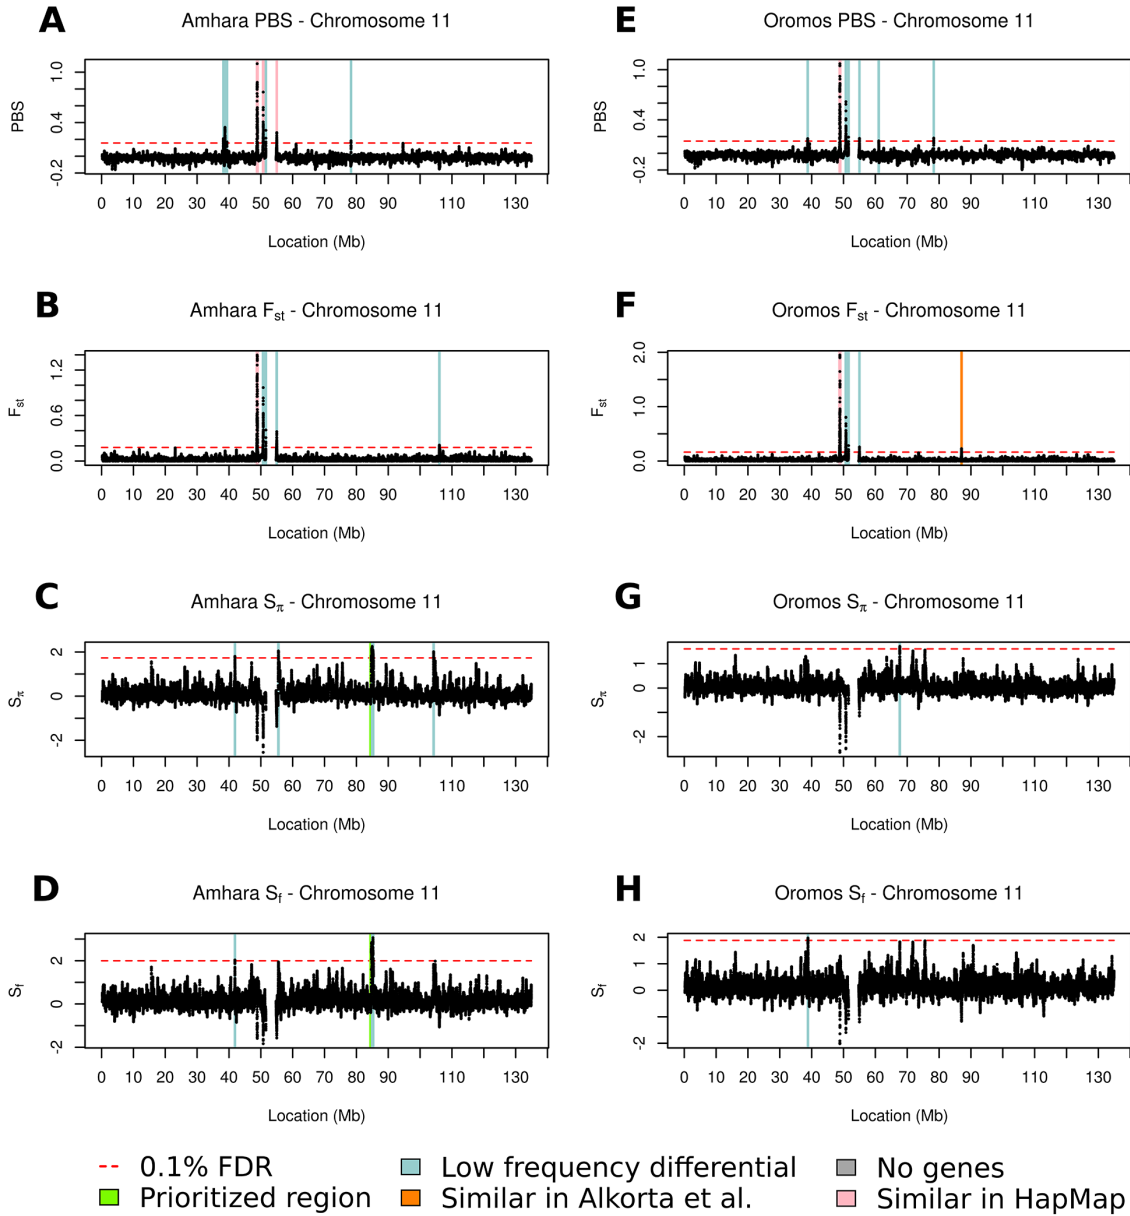 A
Amhara PBS - Chromosome 11
PBS
1.0
0.4
-0.2
0 10 20 30 40 50 60 70 80 90 110 130
Location (Mb)
E
Oromos PBS - Chromosome 11
PBS
1.0
0.4
-0.2
0 10 20 30 40 50 60 70 80 90 110 130
Location (Mb)
B
Amhara Fst - Chromosome 11
Fst
1.2
0.6
0.0
0 10 20 30 40 50 60 70 80 90 110 130
Location (Mb)
F
Oromos Fst - Chromosome 11
Fst
2.0
1.0
0.0
0 10 20 30 40 50 60 70 80 90 110 130
Location (Mb)
C
Amhara Sπ - Chromosome 11
Sπ
2
0
-2
0 10 20 30 40 50 60 70 80 90 110 130
Location (Mb)
G
Oromos Sπ - Chromosome 11
Sπ
1
0
-2
0 10 20 30 40 50 60 70 80 90 110 130
Location (Mb)
D
Amhara Sf - Chromosome 11
Sf
2
0
-2
0 10 20 30 40 50 60 70 80 90 110 130
Location (Mb)
H
Oromos Sf - Chromosome 11
Sf
2
0
-2
0 10 20 30 40 50 60 70 80 90 110 130
Location (Mb)
0.1% FDR
Low frequency differential
No genes
Prioritized region
Similar in Alkorta et al.
Similar in HapMap